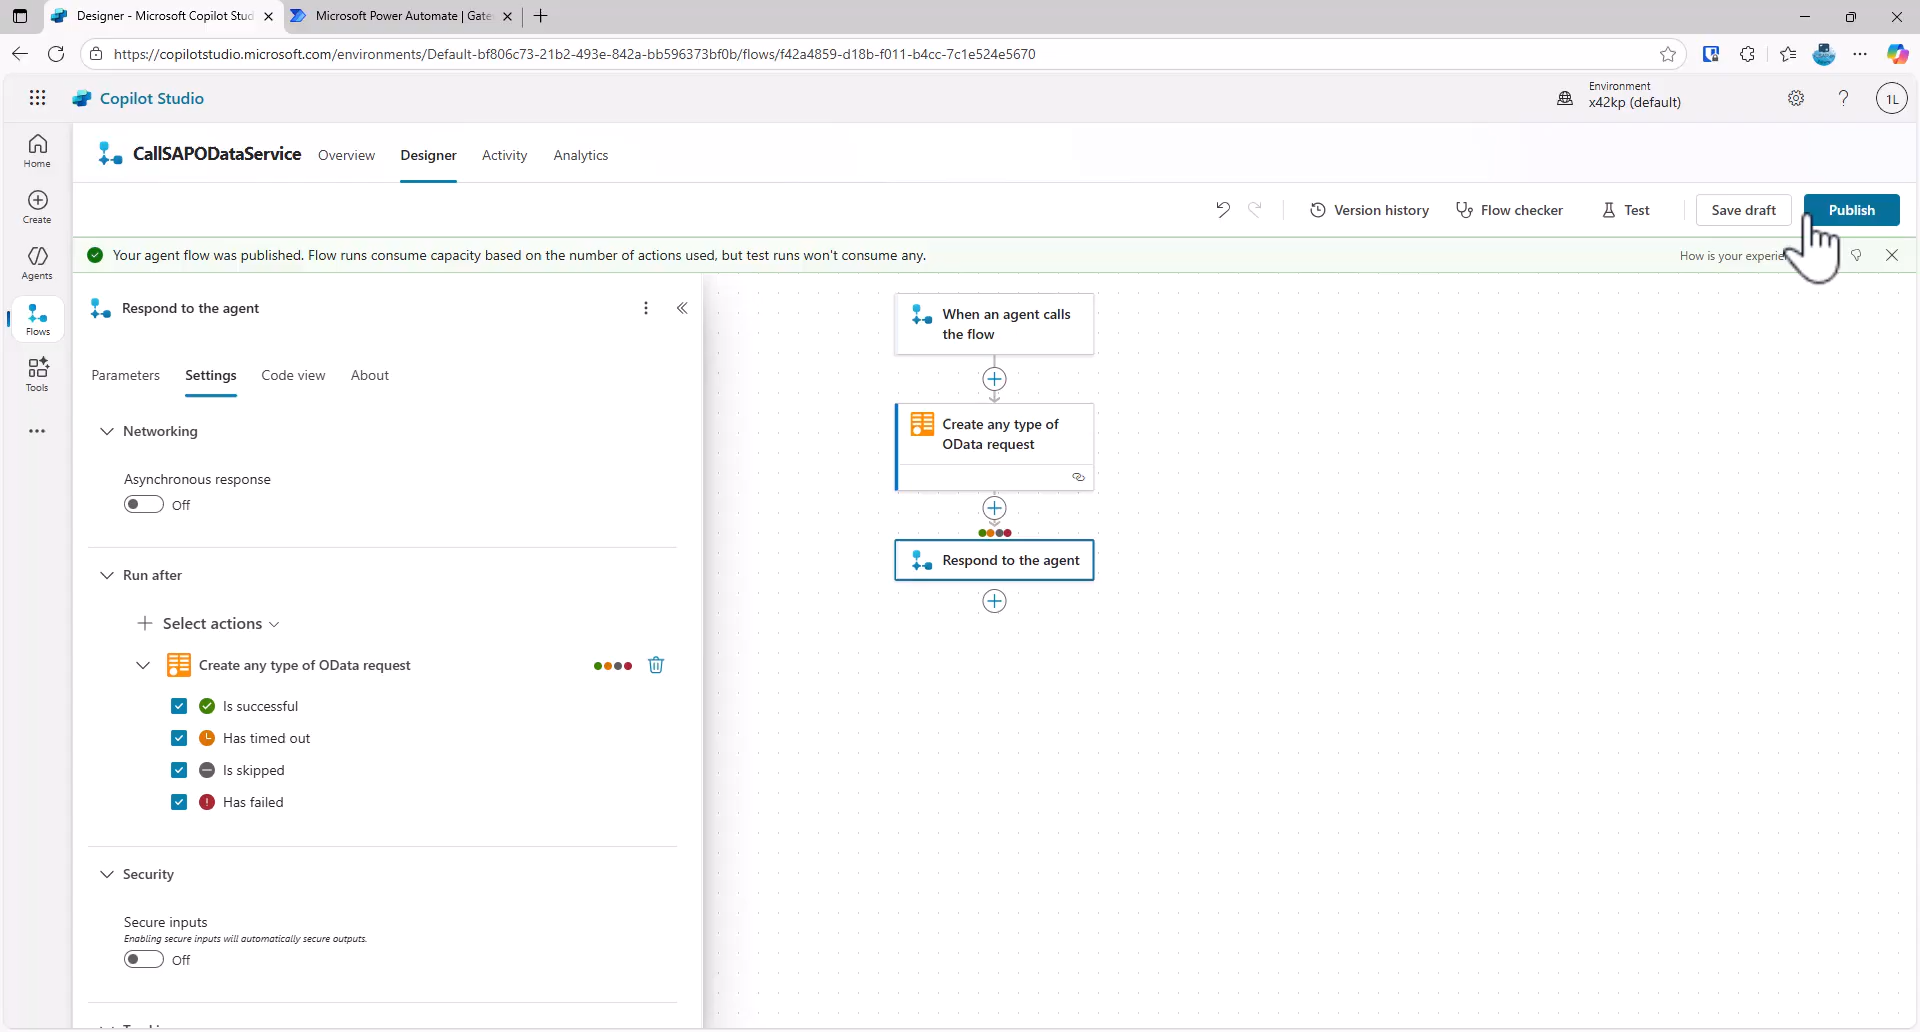 Designer - Microsoft Copilot Stud
Microsoft Power Automate | Gate
https://copilotstudio.microsoft.com/environments/Default-bf806c73-21b2-493e-842a-bb596373bf0b/flows/f42a4859-d18b-f011-b4cc-7c1e524e5670
Copilot Studio
Environment
x42kp (default)
1L
Home
Create
Agents
Flows
Tools
CallSAPODataService
Overview
Designer
Activity
Analytics
Version history
Flow checker
Test
Save draft
Publish
Your agent flow was published. Flow runs consume capacity based on the number of actions used, but test runs won't consume any.
How is your experie
Respond to the agent
Parameters
Settings
Code view
About
Networking
Asynchronous response
Off
Run after
Select actions
Create any type of OData request
Is successful
Has timed out
Is skipped
Has failed
Security
Secure inputs
Enabling secure inputs will automatically secure outputs.
Off
When an agent calls
the flow
Create any type of
OData request
Respond to the agent